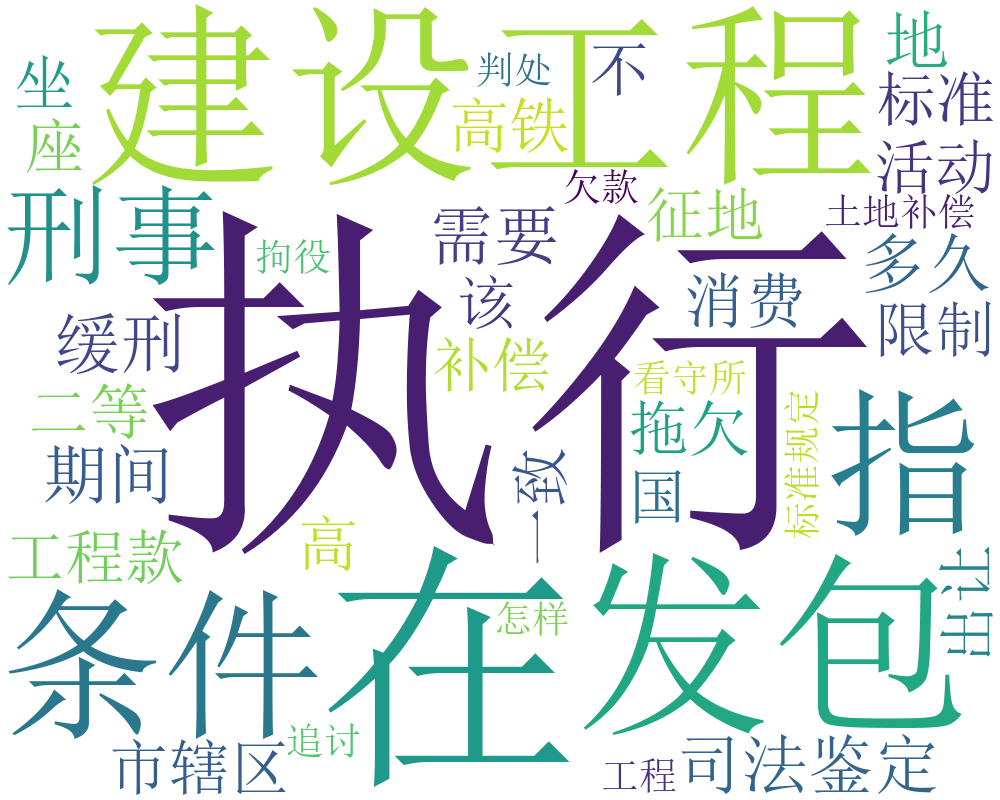 建设工程
判处
不
地
坐
高铁
标准
座
活动
刑事
欠款
征地
土地补偿
需要
拘役
执行
多久
该
消费
限制
缓刑
补偿
看守所
二等
指
拖欠
标准规定
期间
一致
国
高
工程款
出让
条件
在
发包
怎样
追讨
市辖区
司法鉴定
工程